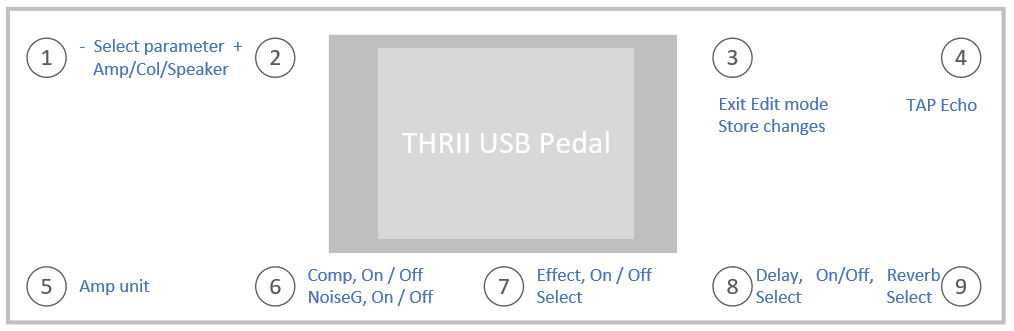 1 - Select parameter + 2 3 4
Amp/Col/Speaker
Exit Edit mode TAP Echo
Store changes
THRII USB Pedal
Comp, On / Off Effect, On / Off Delay, On/Off, Reverb
5 Amp unit 6 7 8 9
NoiseG, On / Off Select Select Select